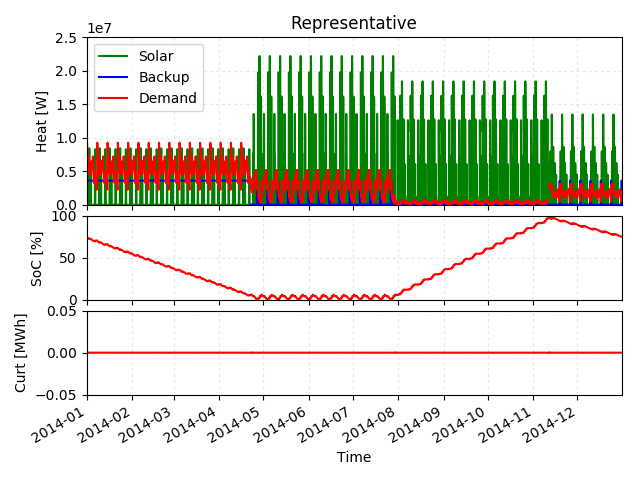 Representative
1e7
2.5
2.0
1.5
1.0
0.5
0.0
Heat [W]
Solar
Backup
Demand
100
50
0
SoC [%]
0.05
0.00
−0.05
Curt [MWh]
2014-01
2014-02
2014-03
2014-04
2014-05
2014-06
2014-07
2014-08
2014-09
2014-10
2014-11
2014-12
Time